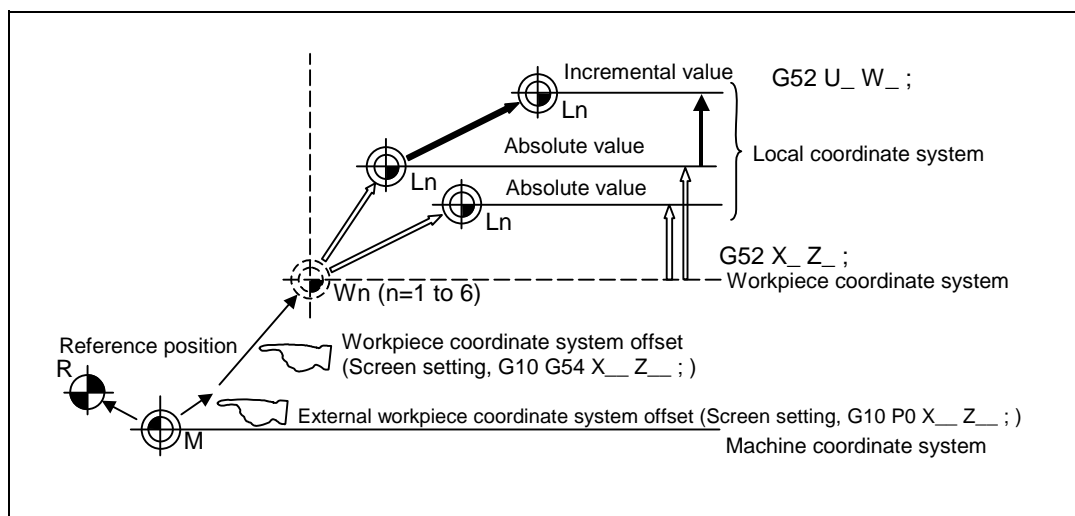 Incremental value
G52 U_ W_ ;
Ln
Absolute value
Local coordinate system
Ln
Absolute value
Ln
G52 X_ Z_ ;
Workpiece coordinate system
Wn (n=1 to 6)
Reference position
Workpiece coordinate system offset
(Screen setting, G10 G54 X__ Z__ ; )
R
External workpiece coordinate system offset (Screen setting, G10 P0 X__ Z__ ; )
M
Machine coordinate system